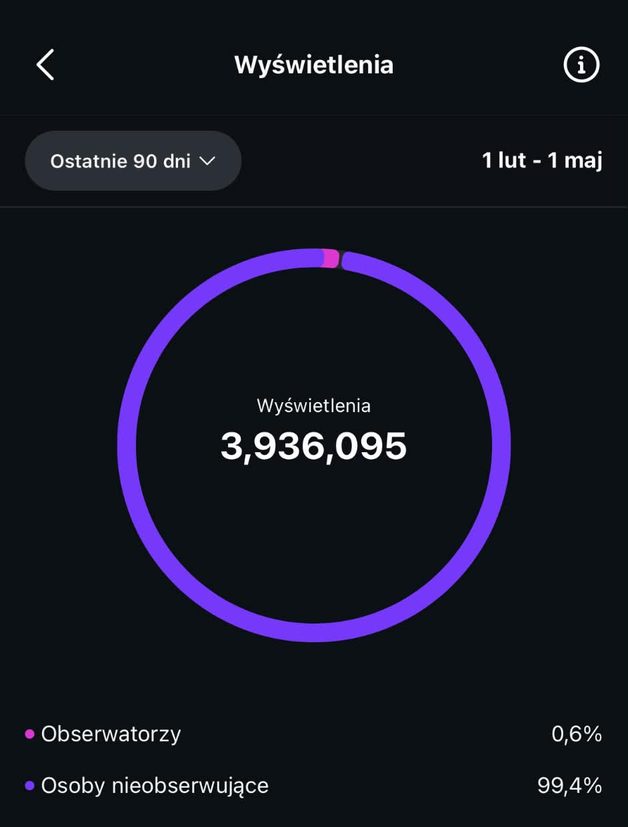 Wyświetlenia
Ostatnie 90 dni
1 lut - 1 maj
Wyświetlenia
3,936,095
Obserwatorzy 0,6%
Osoby nieobserwujące 99,4%